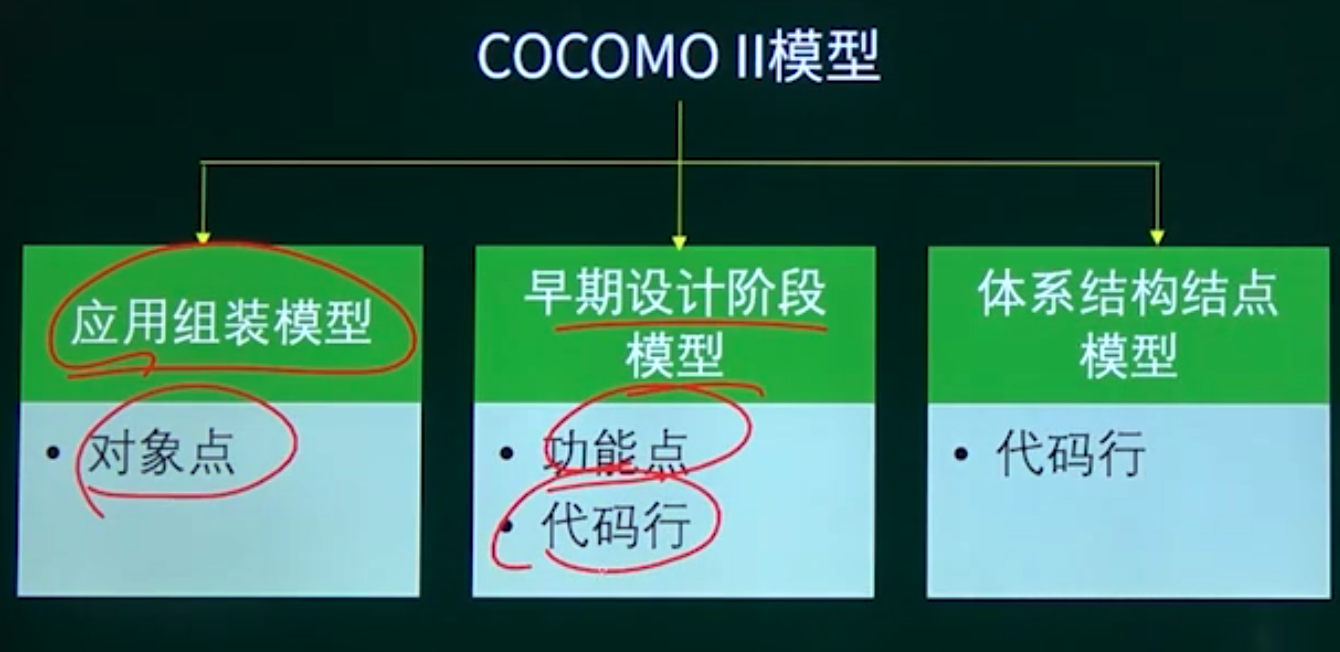 COCOMO II模型
应用组装模型
• 对象点
早期设计阶段
模型
• 功能点
• 代码行
体系结构结点
模型
• 代码行